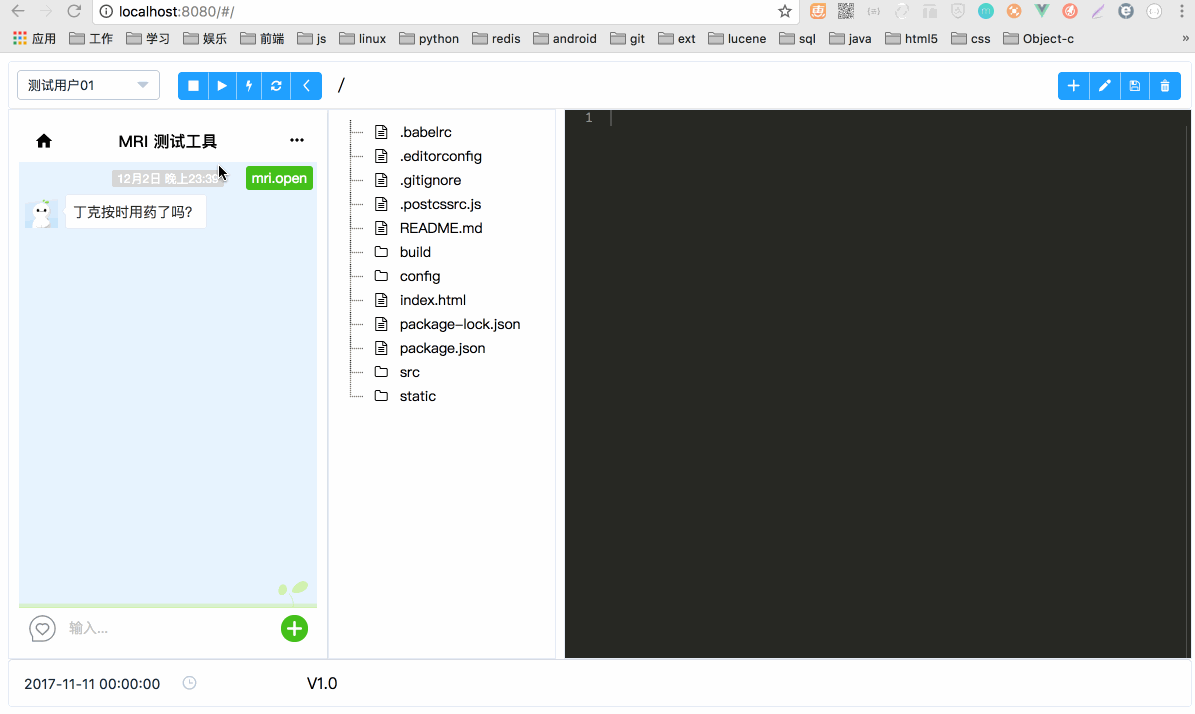 localhost:8080/#/
应用 工作 学习 娱乐 前端 js linux python redis android git ext lucene sql java html5 css Object-c »
测试用户01 /
MRI 测试工具
12月2日 晚上23:39
mri.open
丁克按时用药了吗?
输入...
.babelrc
.editorconfig
.gitignore
.postcssrc.js
README.md
build
config
index.html
package-lock.json
package.json
src
static
1
2017-11-11 00:00:00 V1.0